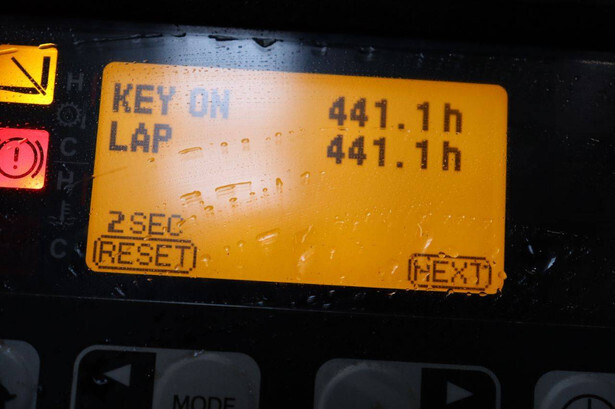 KEY ON 441.1h
LAP 441.1h
2SEC
RESET NEXT
H
C
H
C
MODE